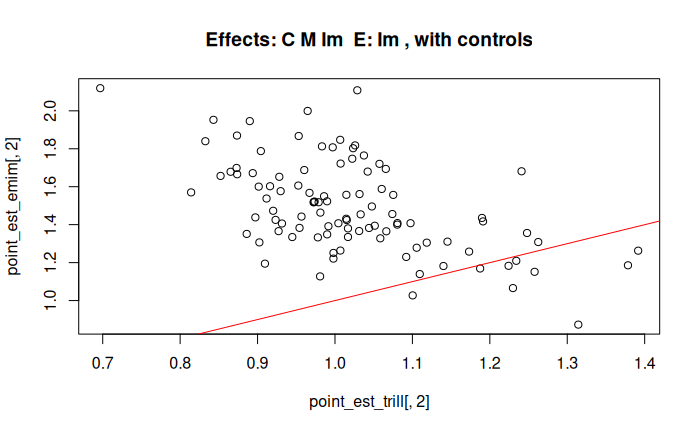 Effects: C M Im  E: Im , with controls
point_est_emim[, 2]
2.0
1.8
1.6
1.4
1.2
1.0
0.7 0.8 0.9 1.0 1.1 1.2 1.3 1.4
point_est_trill[, 2]